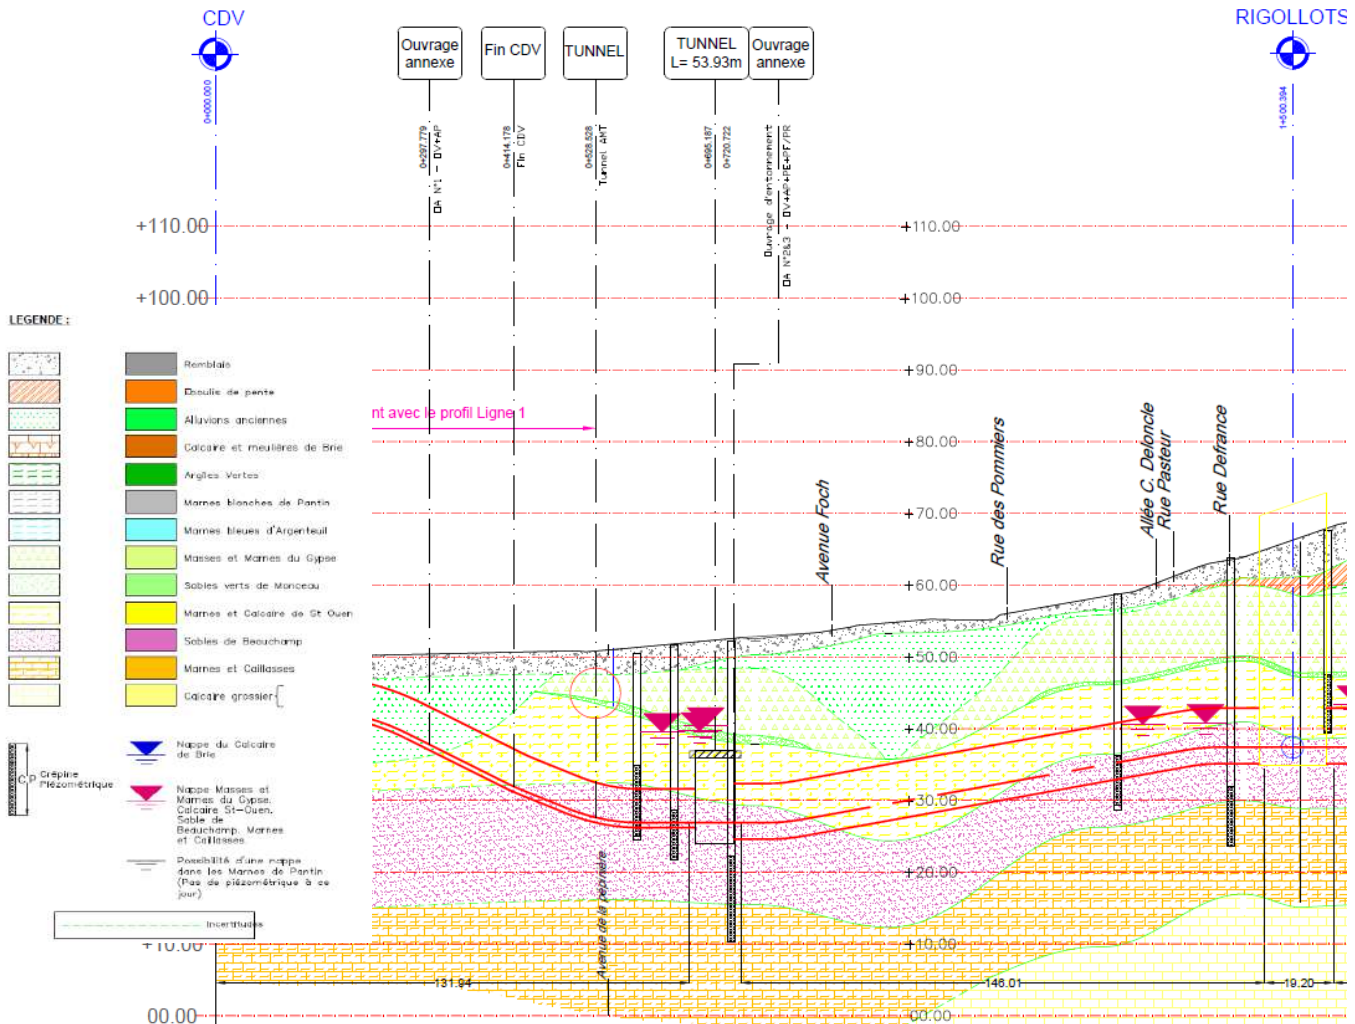 CDV
RIGOLLOTS
Ouvrage
annexe
Fin CDV
TUNNEL
TUNNEL
L= 53.93m
Ouvrage
annexe
0+000.000
0+297.779
OA N°1 - OV+AP
0+414.178
Fin CDV
0+528.528
Tunnel AMT
0+695.187
0+720.722
Ouvrage d'entonnement
OA N°2&3 - OV+AP+PE+PF/PR
1+500.394
+110.00
+110.00
+100.00
+100.00
+90.00
+80.00
+70.00
+60.00
+50.00
+40.00
+30.00
+20.00
+10.00
+10.00
00.00
00.00
nt avec le profil Ligne 1
Avenue Foch
Rue des Pommiers
Allée C. Deloncle
Rue Pasteur
Rue Defrance
Avenue de la pépinière
131.94
146.01
19.20
LEGENDE :
Remblais
Eboulis de pente
Alluvions anciennes
Calcaire et meulières de Brie
Argiles Vertes
Marnes blanches de Pantin
Marnes bleues d'Argenteuil
Masses et Marnes du Gypse
Sables verts de Monceau
Marnes et Calcaire de St Ouen
Sables de Beauchamp
Marnes et Caillasses
Calcaire grossier
CP
Crépine
Piézométrique
Nappe du Calcaire
de Brie
Nappe Masses et
Marnes du Gypse,
Calcaire St-Ouen,
Sable de
Beauchamp, Marnes
et Caillasses.
Possibilité d'une nappe
dans les Marnes de Pantin
(Pas de piézométrique à ce
jour)
Incertitudes